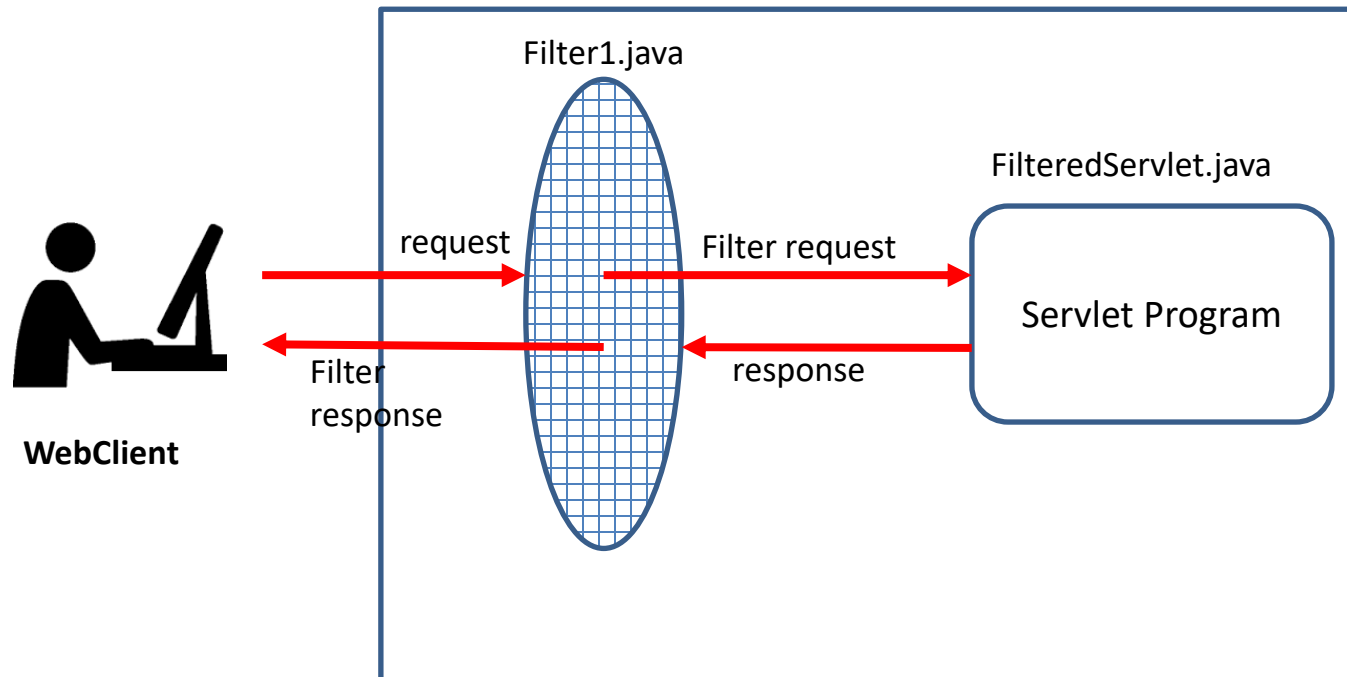 Filter1.java
FilteredServlet.java
request
Filter request
Servlet Program
Filter
response
response
WebClient